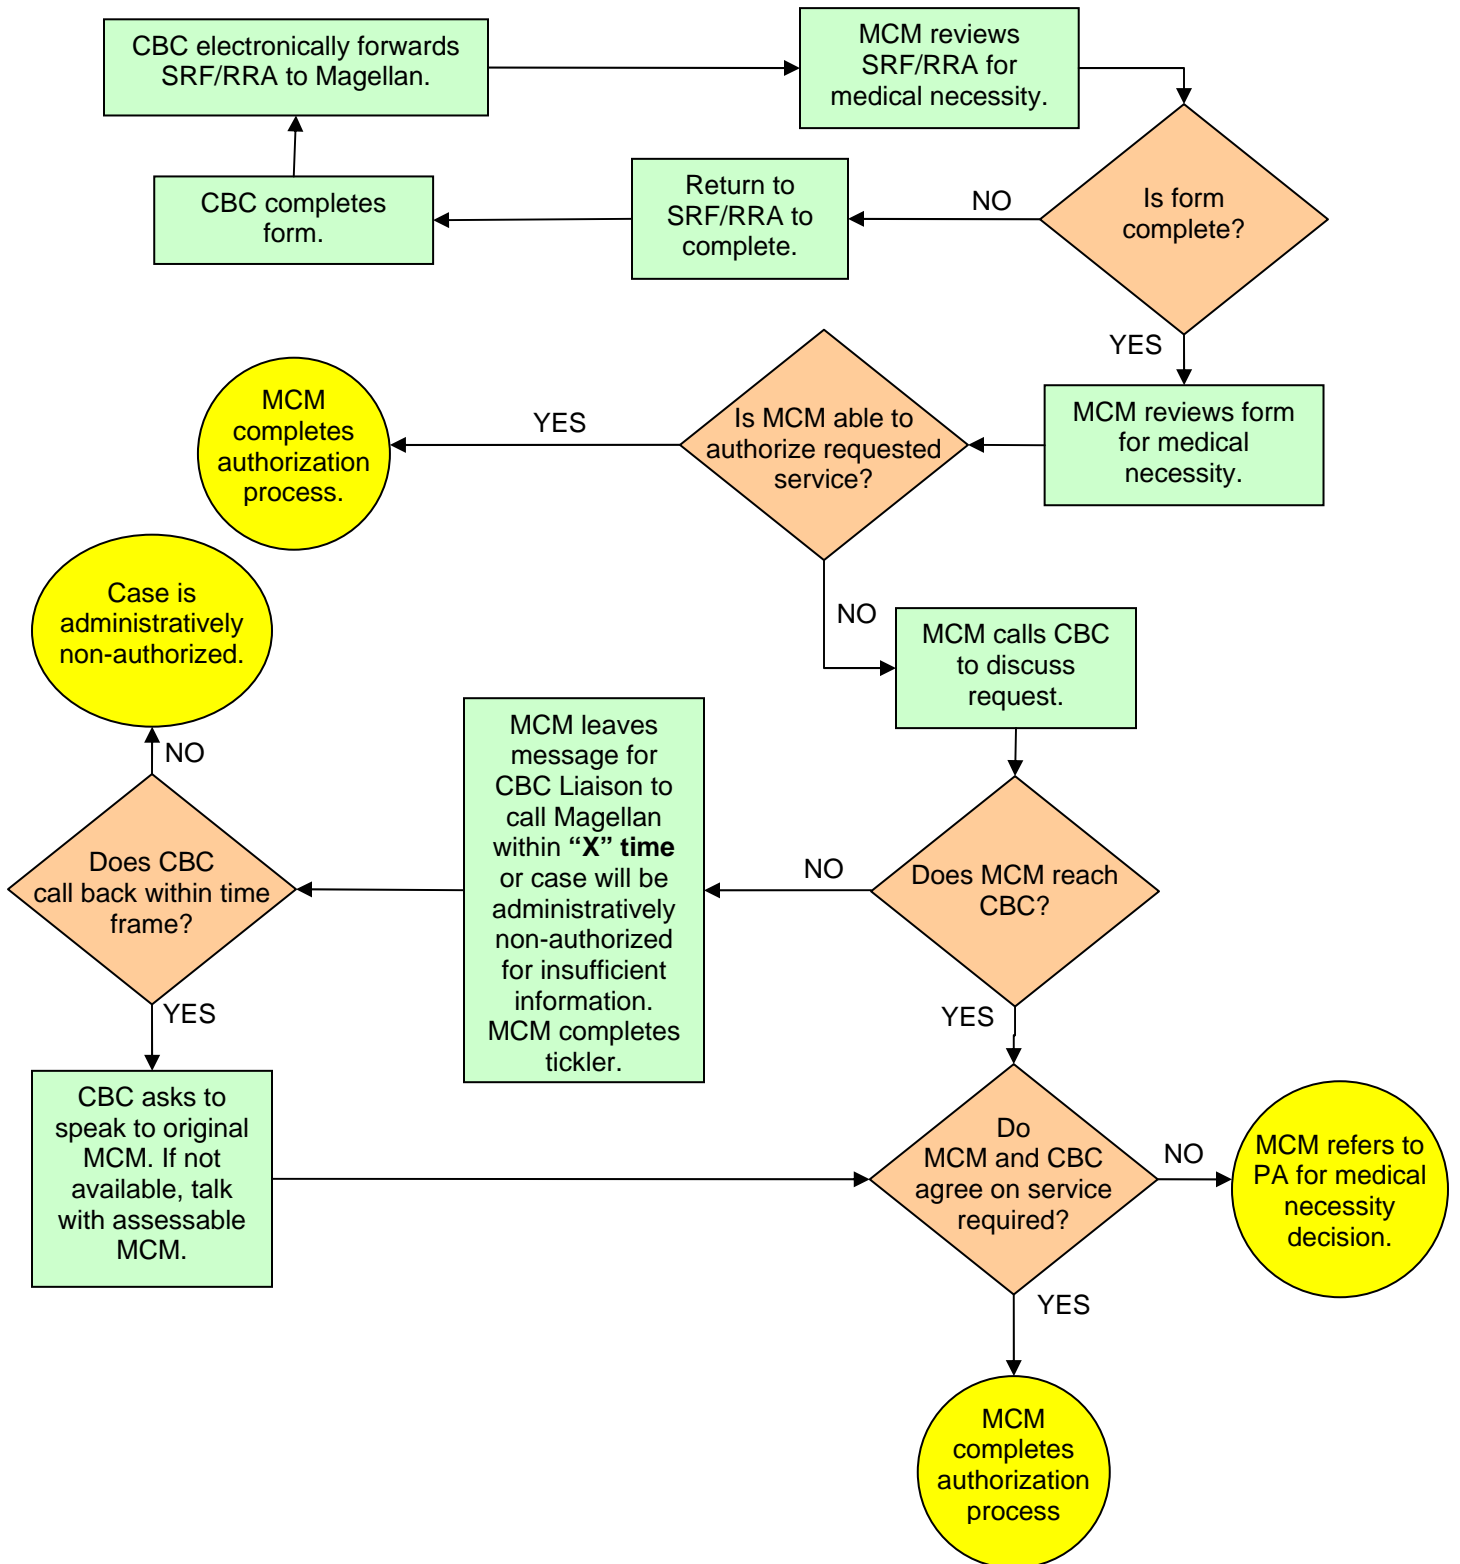 CBC electronically forwards
SRF/RRA to Magellan.
MCM reviews
SRF/RRA for
medical necessity.
Is form
complete?
NO
Return to
SRF/RRA to
complete.
CBC completes
form.
YES
MCM reviews form
for medical
necessity.
Is MCM able to
authorize requested
service?
YES
MCM
completes
authorization
process.
NO
MCM calls CBC
to discuss
request.
Does MCM reach
CBC?
NO
MCM leaves
message for
CBC Liaison to
call Magellan
within “X” time
or case will be
administratively
non-authorized
for insufficient
information.
MCM completes
tickler.
Does CBC
call back within time
frame?
NO
Case is
administratively
non-authorized.
YES
CBC asks to
speak to original
MCM. If not
available, talk
with assessable
MCM.
YES
Do
MCM and CBC
agree on service
required?
NO
MCM refers to
PA for medical
necessity
decision.
YES
MCM
completes
authorization
process